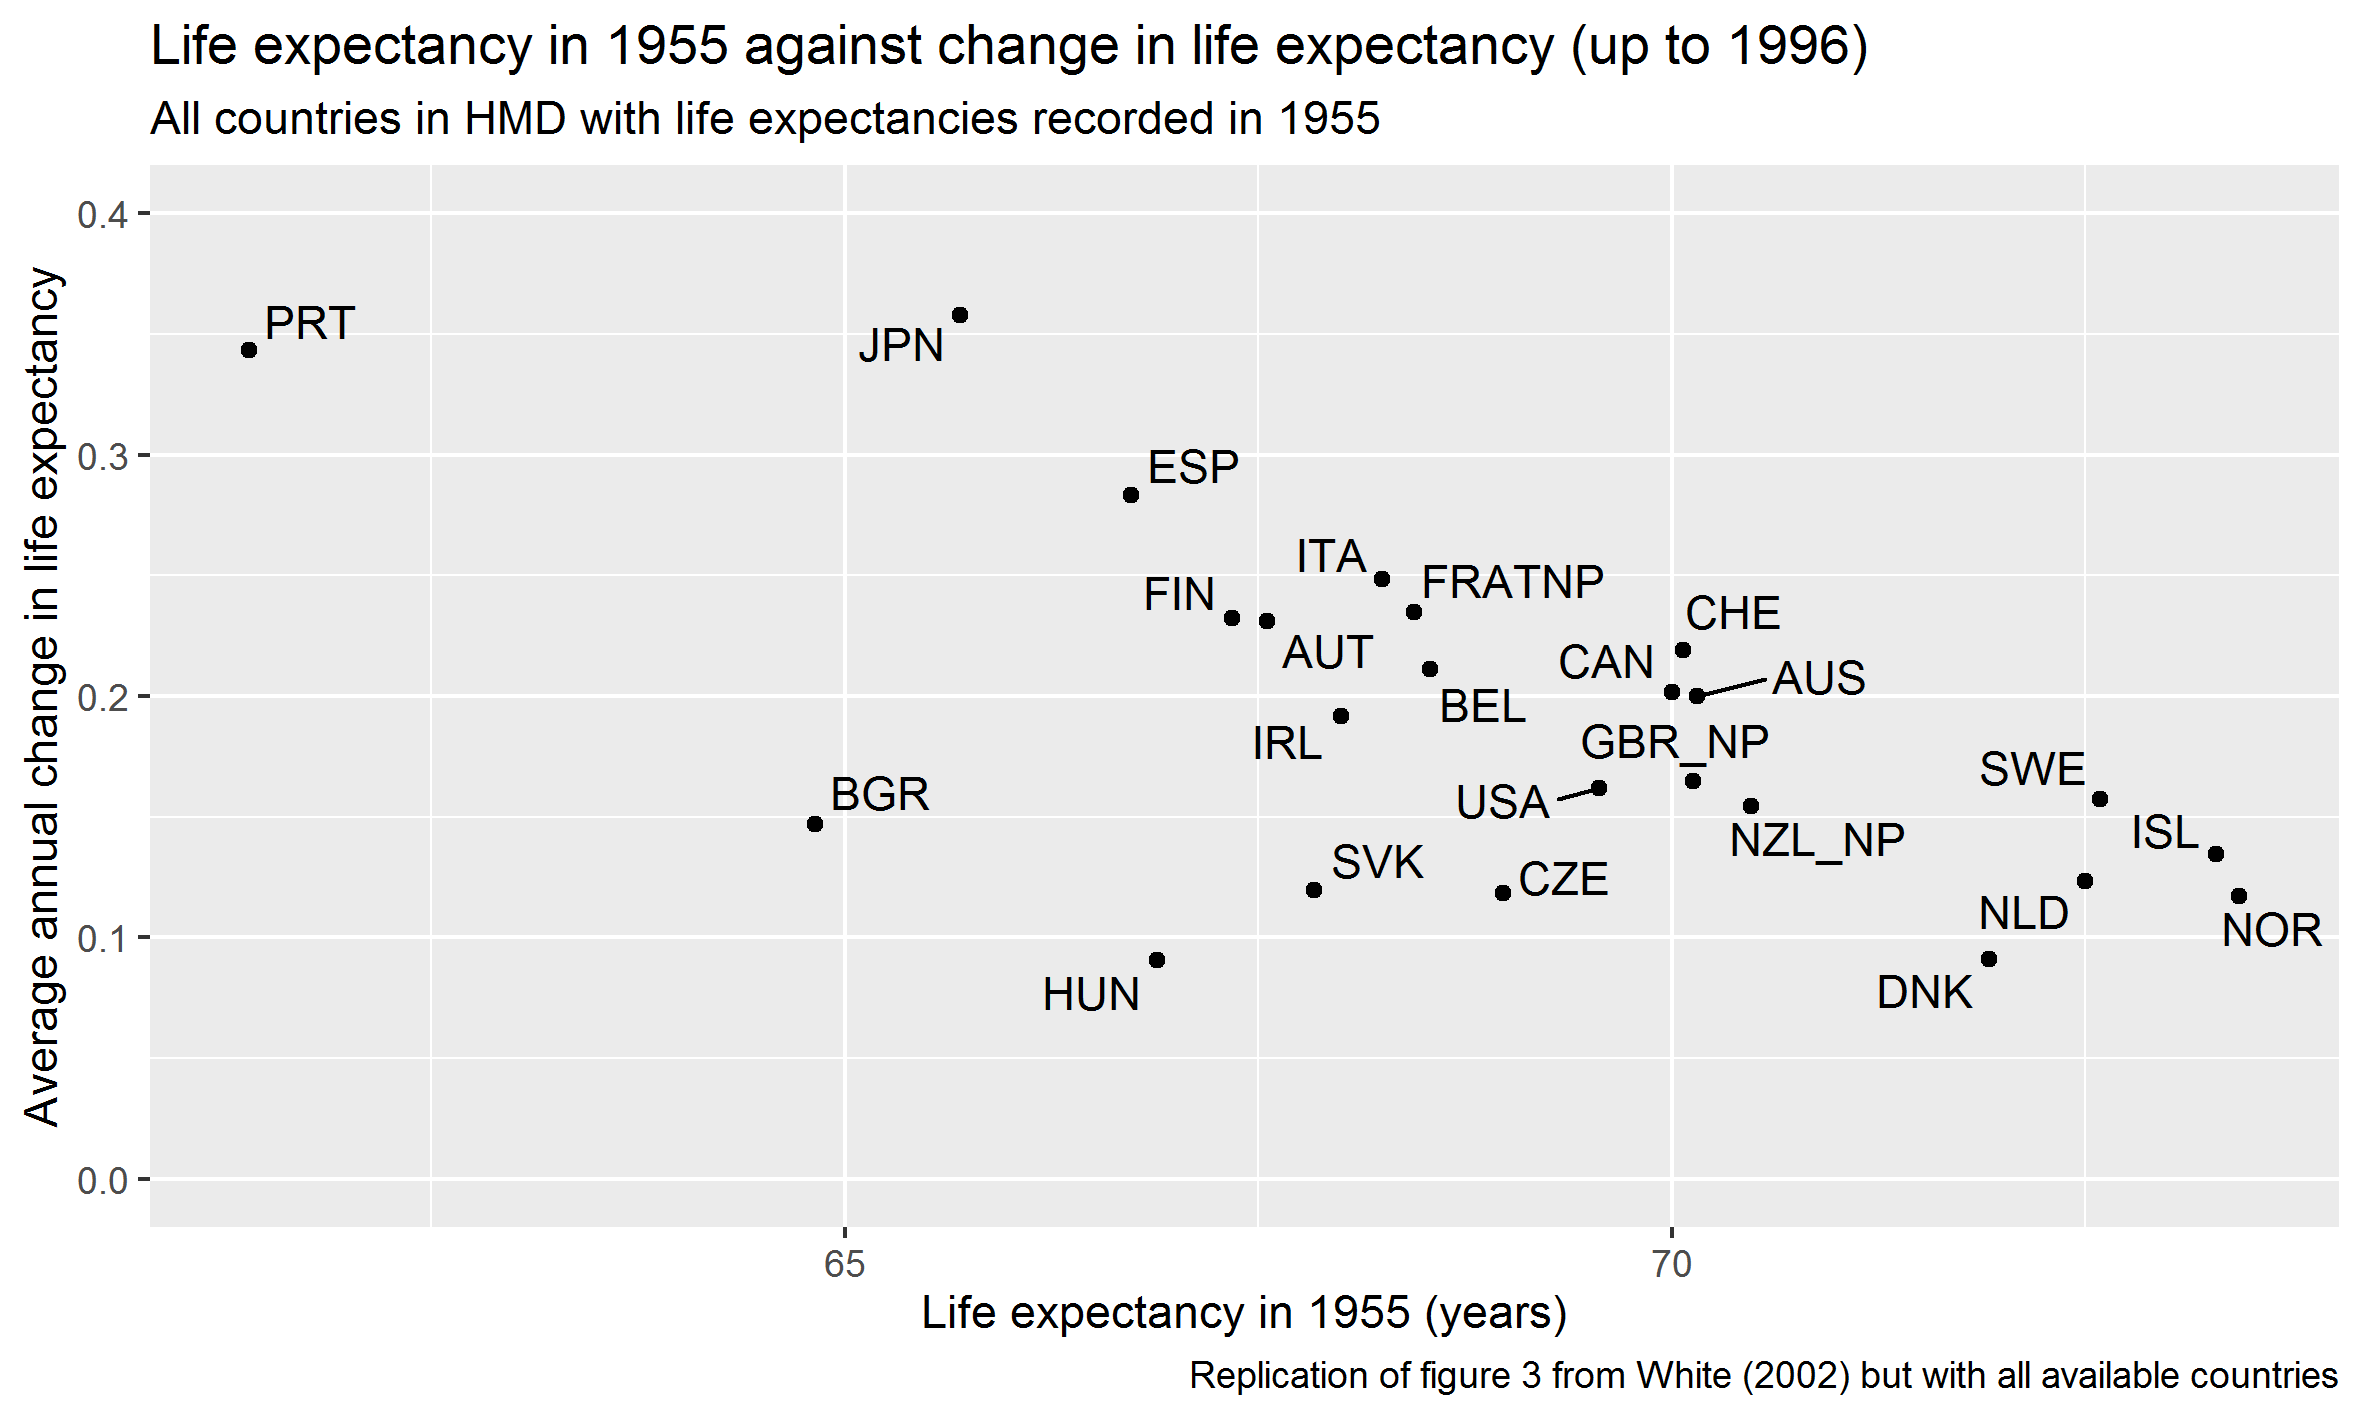 Life expectancy in 1955 against change in life expectancy (up to 1996)
All countries in HMD with life expectancies recorded in 1955
Average annual change in life expectancy
0.4
0.3
0.2
0.1
0.0
PRT
JPN
ESP
ITA
FRATNP
FIN
AUT
CHE
CAN
AUS
BEL
IRL
GBR_NP
SWE
BGR
USA
NZL_NP
ISL
SVK
CZE
NLD
NOR
HUN
DNK
65
70
Life expectancy in 1955 (years)
Replication of figure 3 from White (2002) but with all available countries